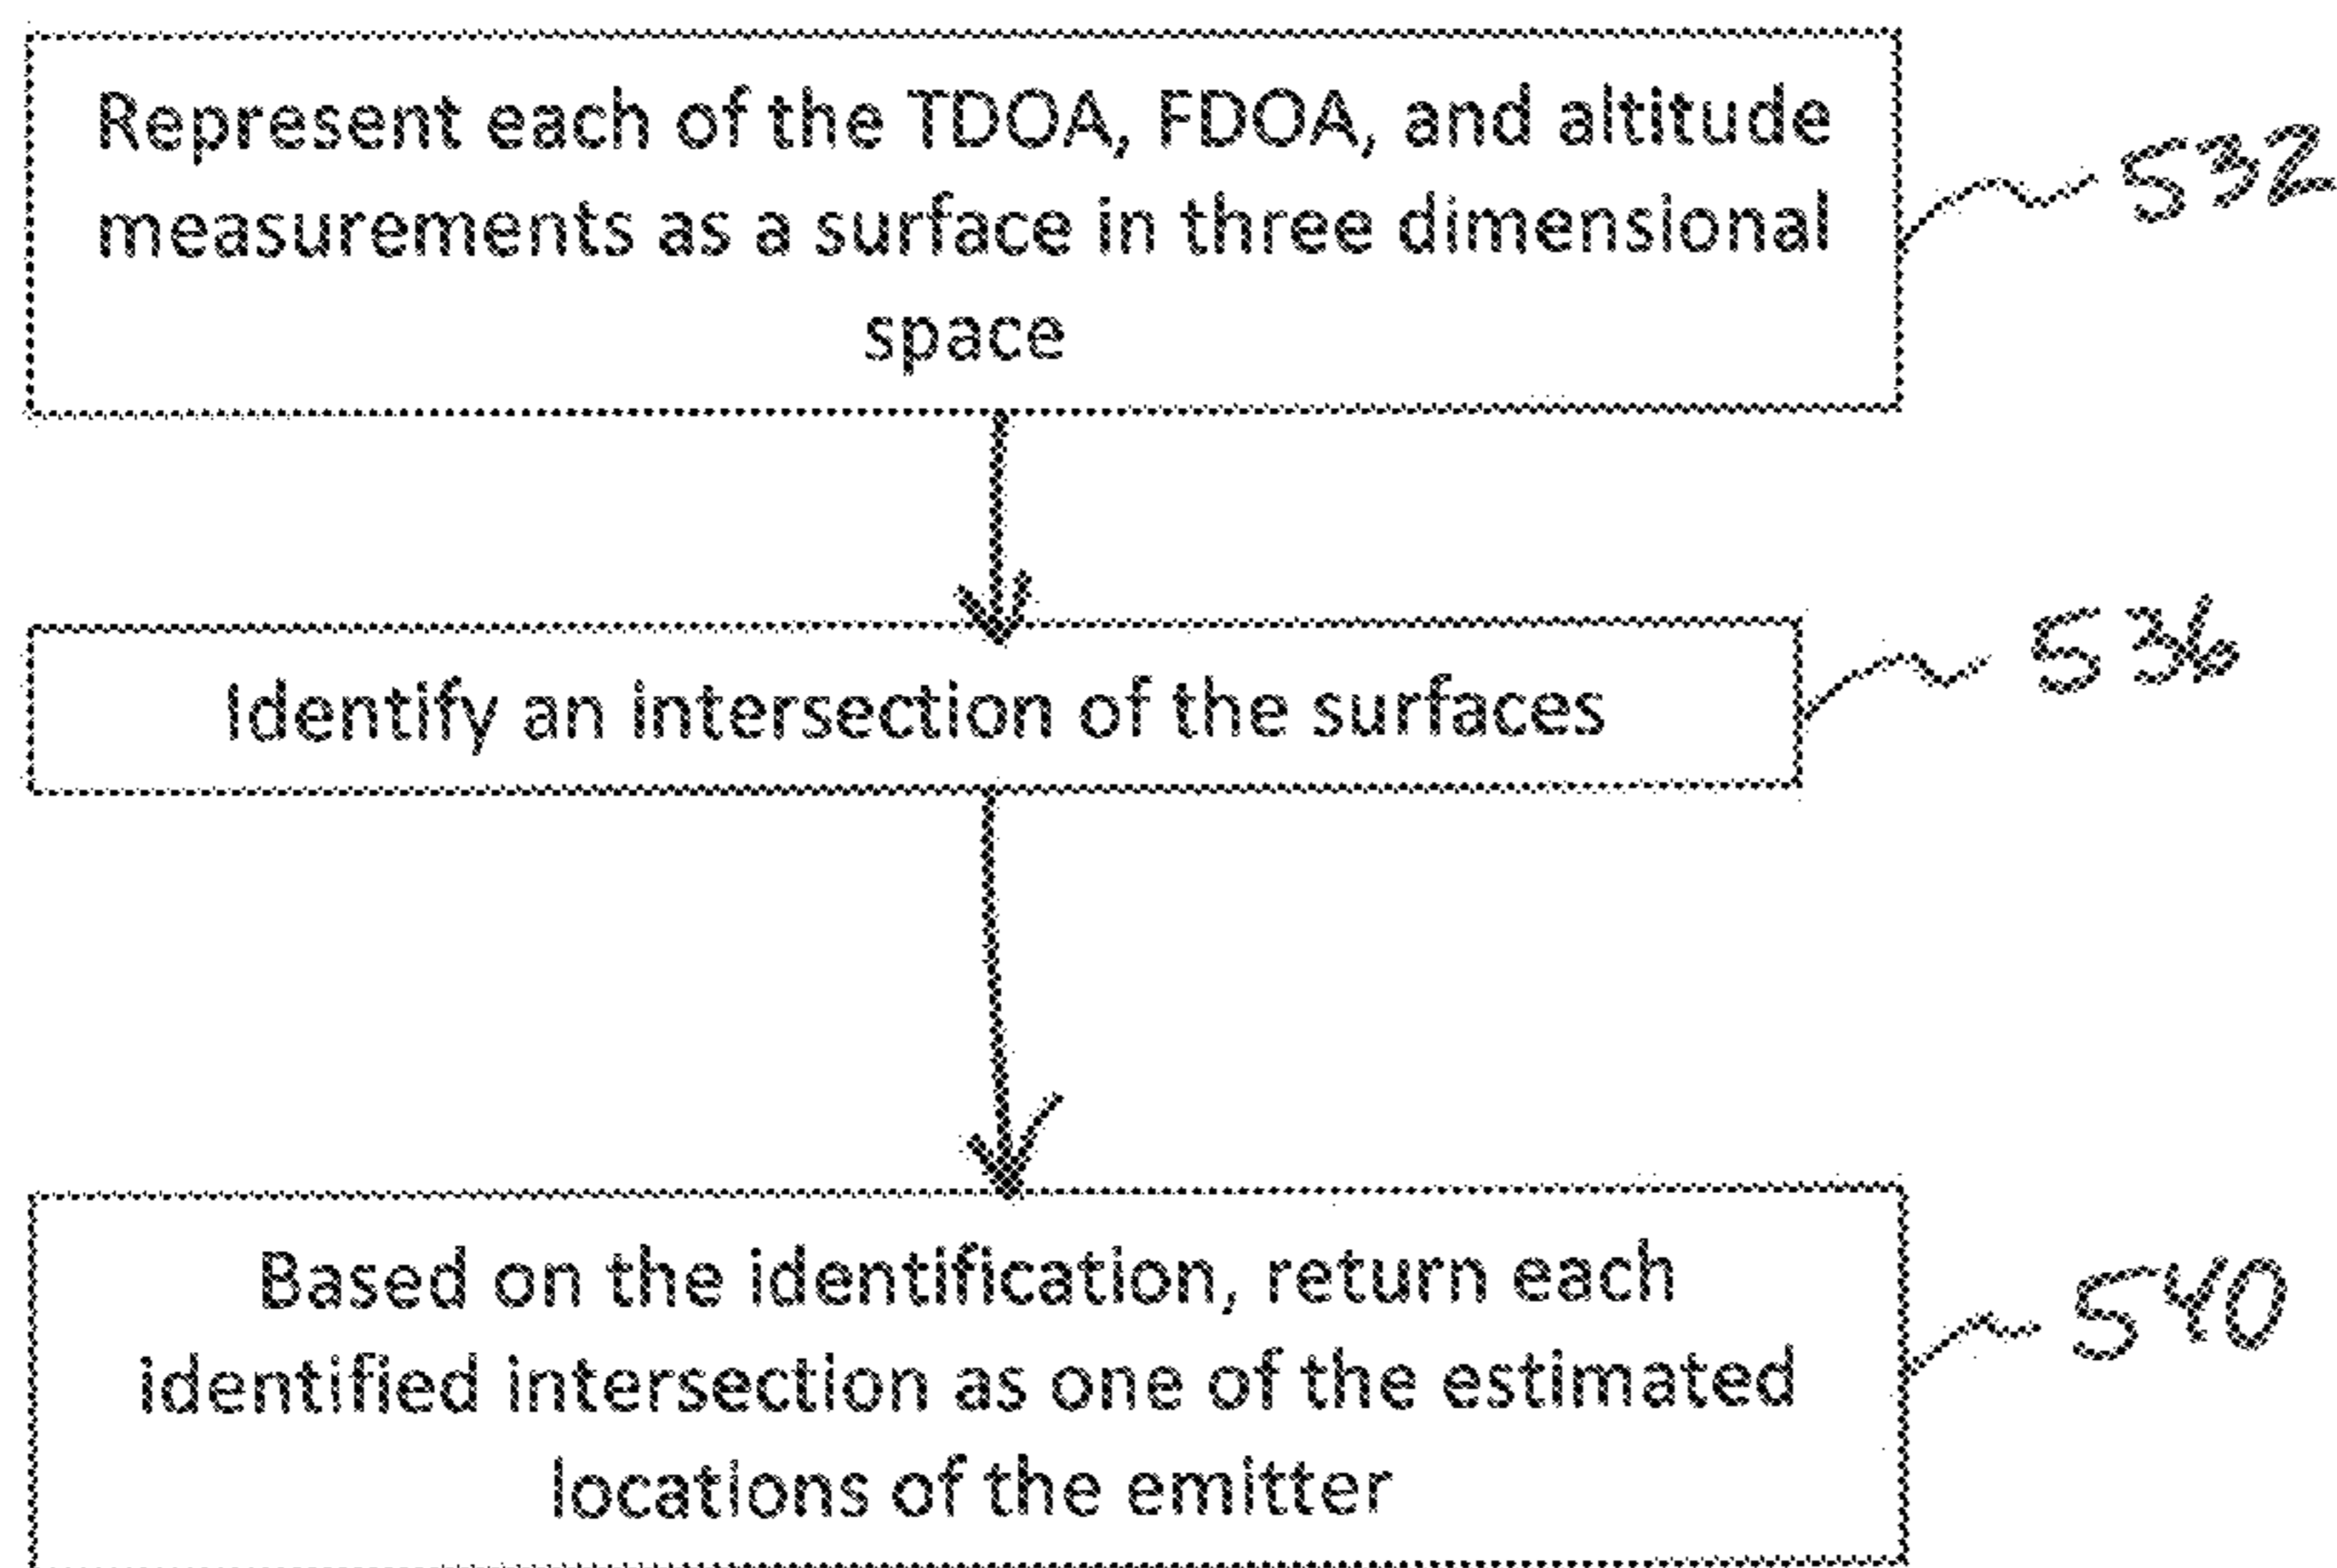 Represent each of the TDOA, FDOA, and altitude
measurements as a surface in three dimensional
space
532
Identify an intersection of the surfaces
536
Based on the identification, return each
identified intersection as one of the estimated
locations of the emitter
540